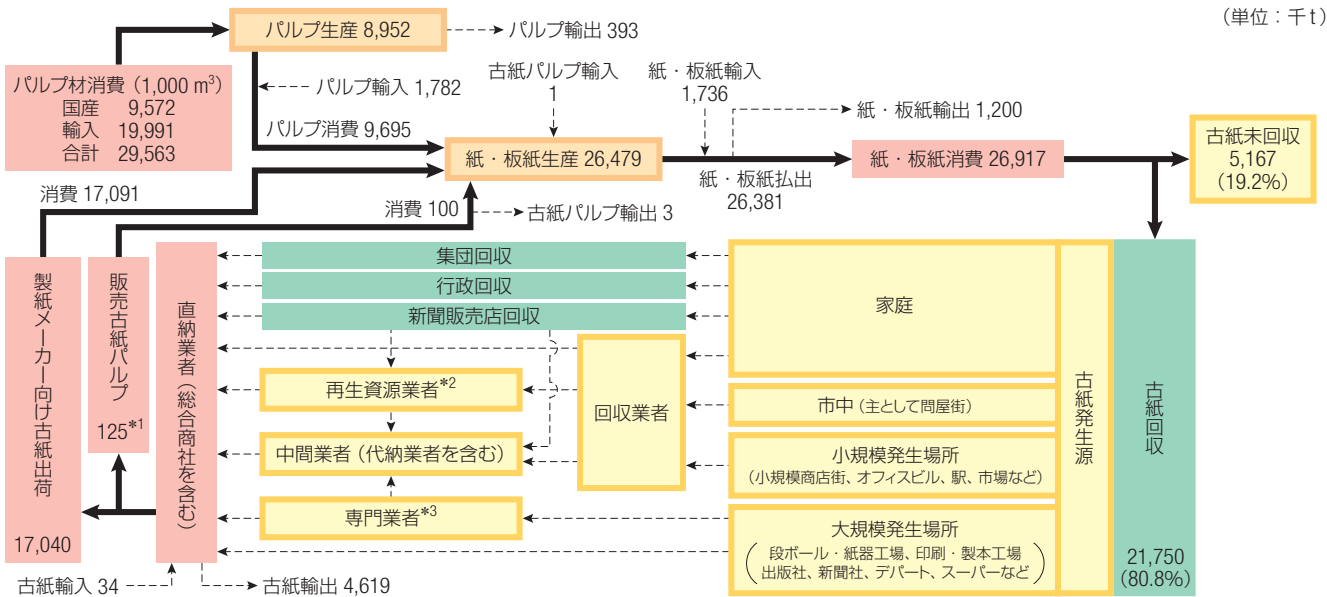 (単位：千t)
パルプ生産 8,952
パルプ輸出 393
パルプ材消費 (1,000 m³)
国産 9,572
輸入 19,991
合計 29,563
パルプ輸入 1,782
パルプ消費 9,695
古紙パルプ輸入
1
紙・板紙輸入
1,736
紙・板紙輸出 1,200
紙・板紙生産 26,479
紙・板紙払出
26,381
紙・板紙消費 26,917
古紙未回収
5,167
(19.2%)
消費 17,091
消費 100
古紙パルプ輸出 3
製紙メーカー向け古紙出荷
17,040
販売古紙パルプ
125*1
直納業者（総合商社を含む）
集団回収
行政回収
新聞販売店回収
再生資源業者*2
中間業者（代納業者を含む）
専門業者*3
回収業者
家庭
市中（主として問屋街）
小規模発生場所
（小規模商店街、オフィスビル、駅、市場など）
大規模発生場所
（段ボール・紙器工場、印刷・製本工場
出版社、新聞社、デパート、スーパーなど）
古紙発生源
古紙回収
21,750
(80.8%)
古紙輸入 34
古紙輸出 4,619